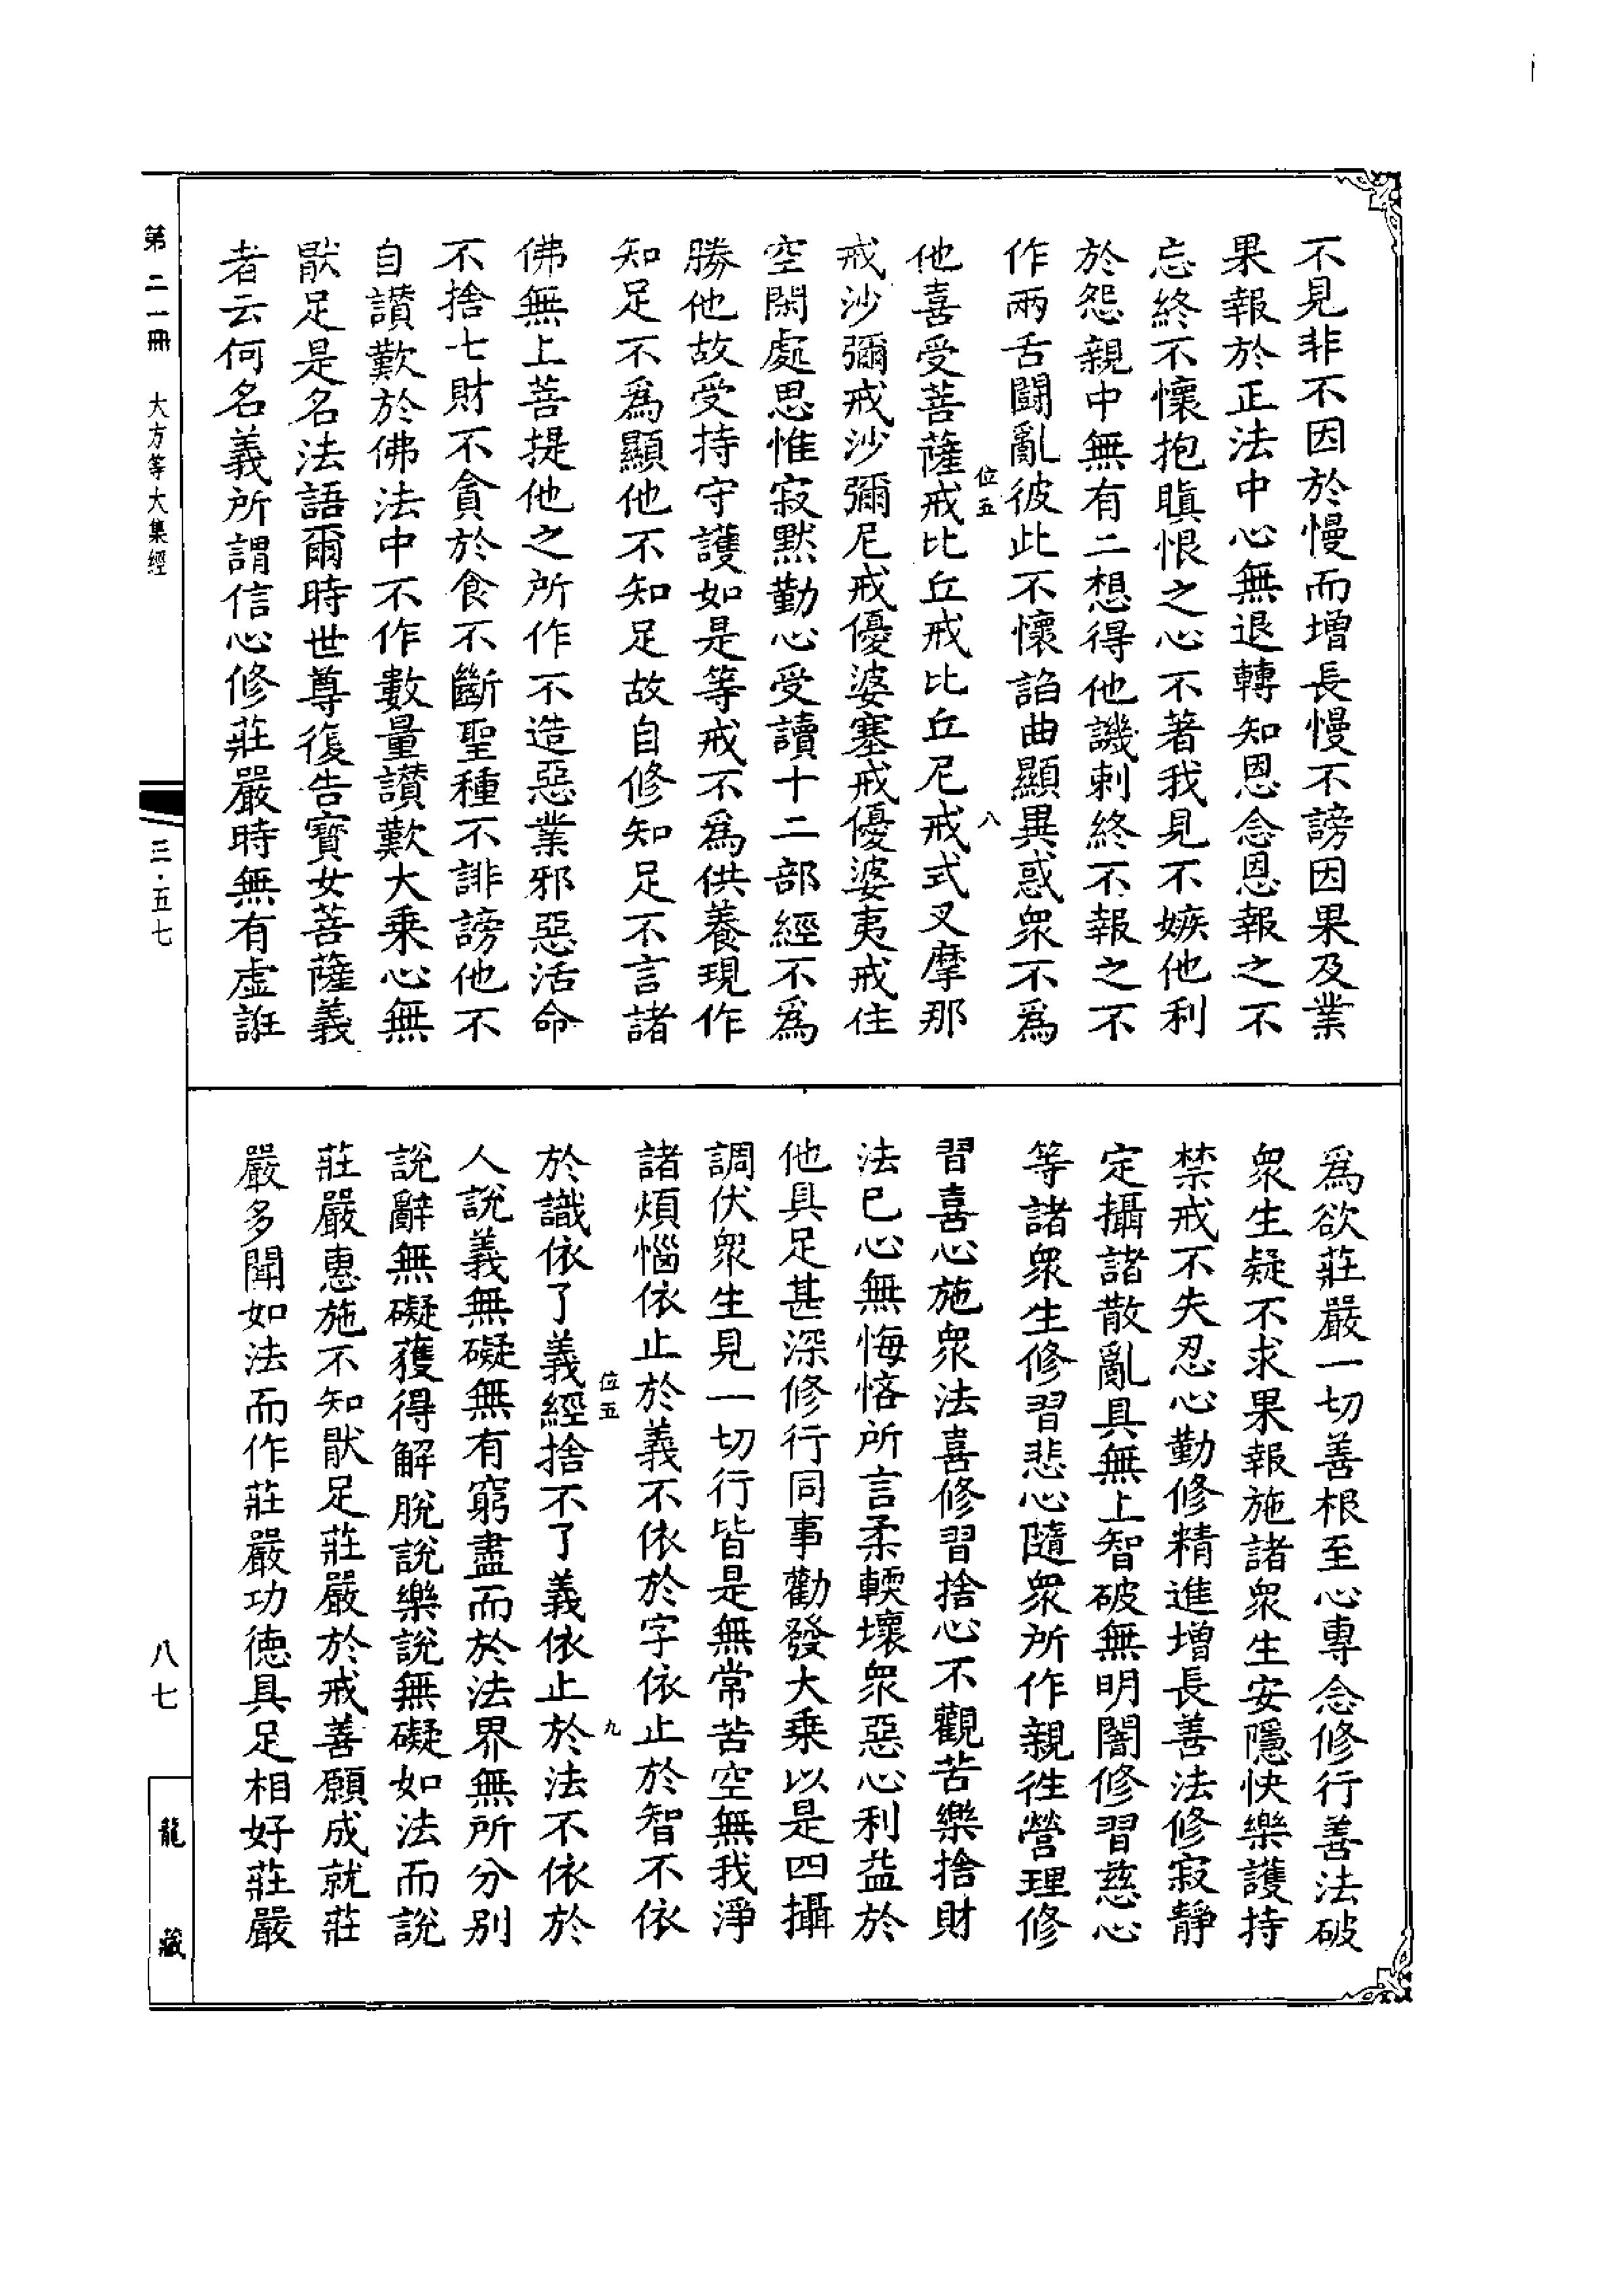 不見非不因於慢而增長慢不謗因果及業
果報於正法中心無退轉知恩念恩報之不
忘終不懷抱瞋恨之心不著我見不嫉他利
於怨親中無有二想得他譏剌終不報之不
作兩舌鬪亂彼此不懷諂曲顯異惑衆不爲
位五
八
他喜受菩薩戒比丘戒比丘尼戒式叉摩那
戒沙彌戒沙彌尼戒優婆塞戒優婆夷戒住
空閑處思惟寂默勤心受讀十二部經不爲
勝他故受持守護如是等戒不爲供養現作
知足不爲顯他不知足故自修知足不言諸
佛無上菩提他之所作不造惡業邪惡活命
不捨七財不貪於食不斷聖種不誹謗他不
自讚歎於佛法中不作數量讚歎大乘心無
猒足是名法語爾時世尊復告寳女菩薩義
者云何名義所謂信心修莊嚴時無有虛誑
爲欲莊嚴一切善根至心專念修行善法破
衆生疑不求果報施諸衆生安隱快樂護持
禁戒不失忍心勤修精進增長善法修寂靜
定攝諸散亂具無上智破無明闇修習慈心
等諸衆生修習悲心隨衆所作親徃營理修
習喜心施衆法喜修習捨心不觀苦樂捨財
法已心無悔悋所言柔輭壞衆惡心利益於
他具足甚深修行同事勸發大乘以是四攝
調伏衆生見一切行皆是無常苦空無我淨
諸煩惱依止於義不依於字依止於智不依
位五
九
於識依了義經捨不了義依止於法不依於
人說義無礙無有窮盡而於法界無所分別
說辭無礙獲得解脫說樂說無礙如法而說
莊嚴惠施不知猒足莊嚴於戒善願成就莊
嚴多聞如法而作莊嚴功徳具足相好莊嚴
第二一冊 大方等大集經
三·五七
八七
龍藏